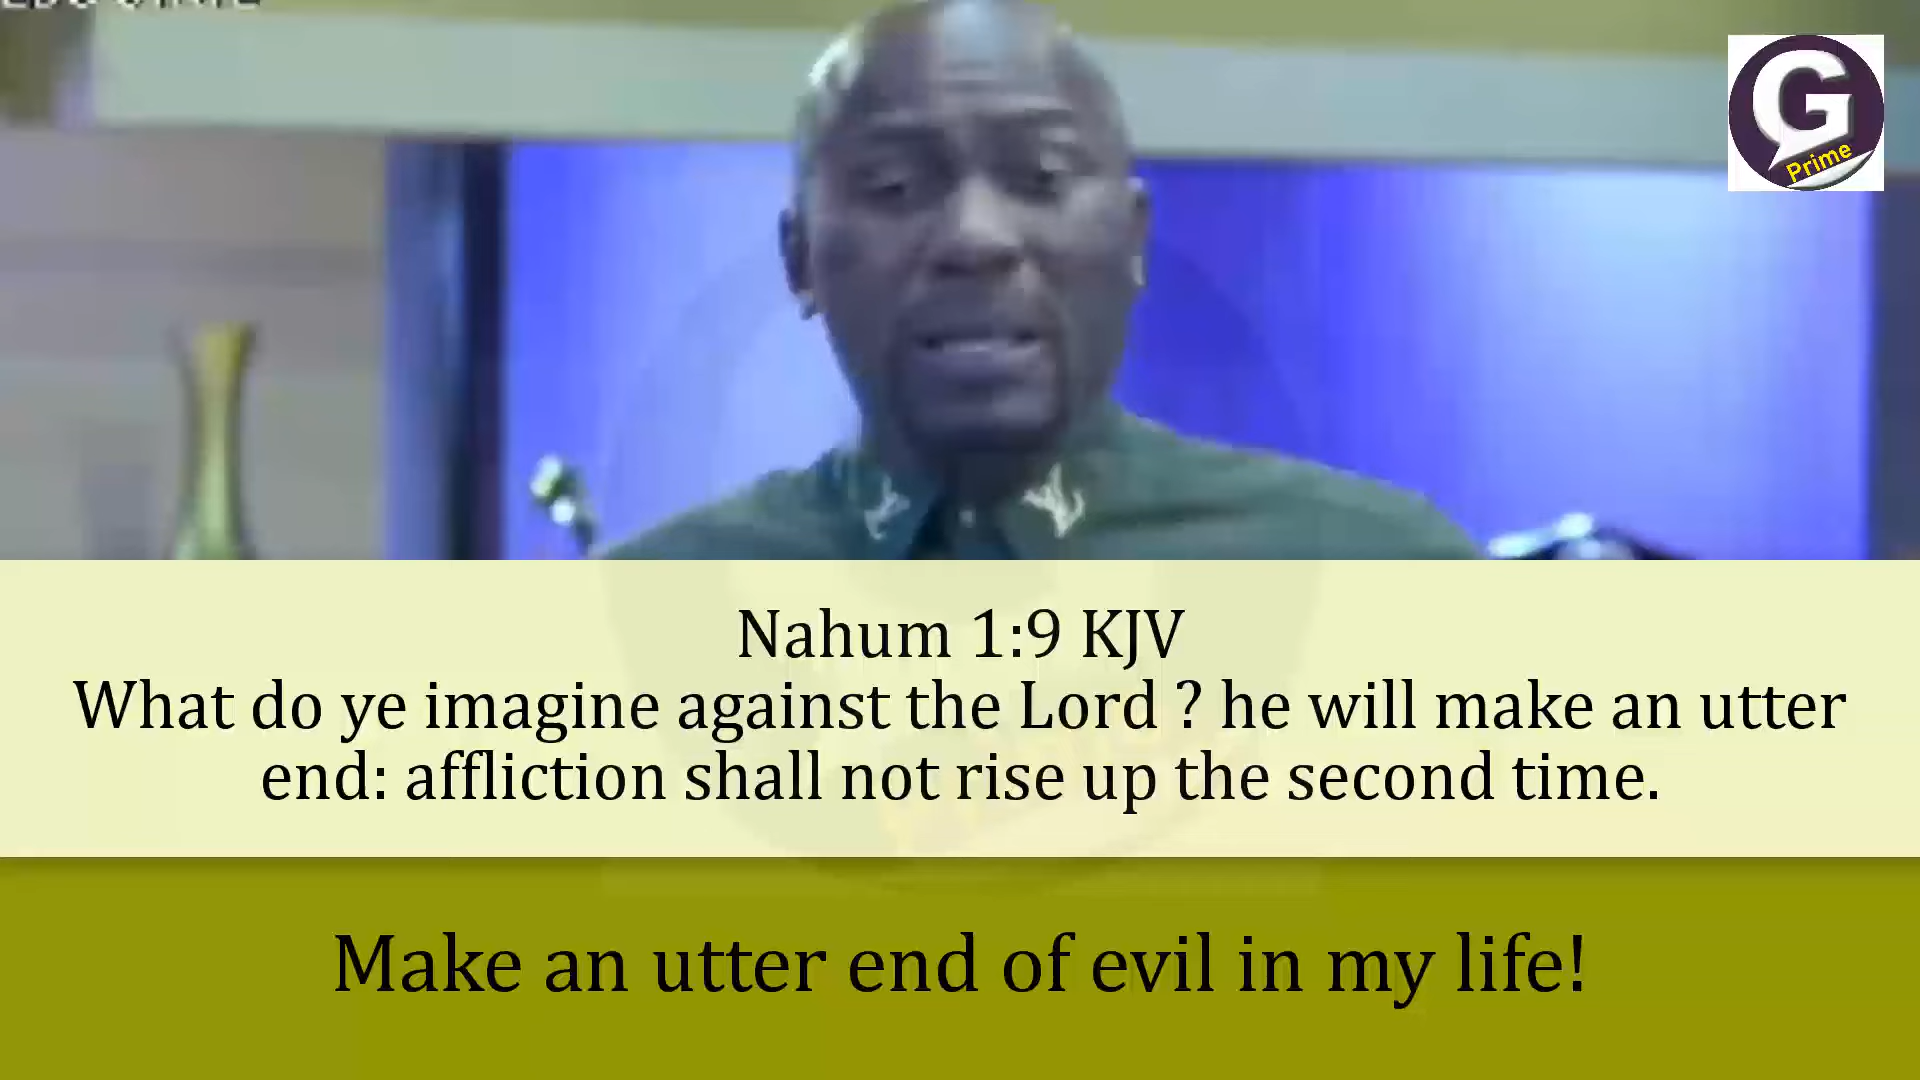 G
Prime
Nahum 1:9 KJV
What do ye imagine against the Lord ? he will make an utter
end: affliction shall not rise up the second time.
Make an utter end of evil in my life!